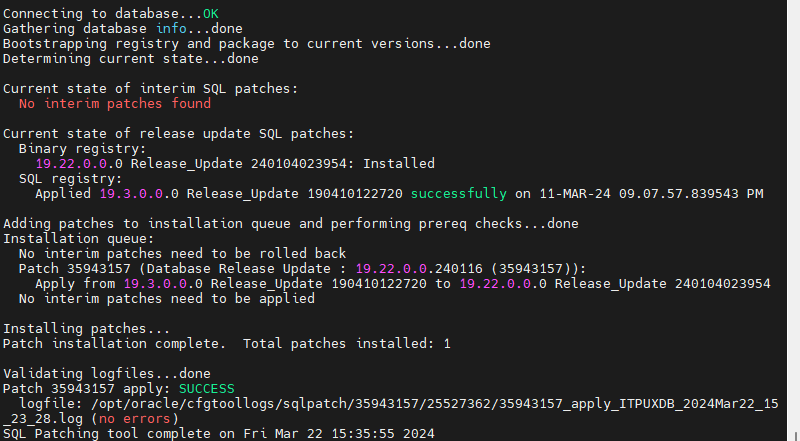 Connecting to database...OK
Gathering database info...done
Bootstrapping registry and package to current versions...done
Determining current state...done
Current state of interim SQL patches:
No interim patches found
Current state of release update SQL patches:
Binary registry:
19.22.0.0.0 Release_Update 240104023954: Installed
SQL registry:
Applied 19.3.0.0.0 Release_Update 190410122720 successfully on 11-MAR-24 09.07.57.839543 PM
Adding patches to installation queue and performing prereq checks...done
Installation queue:
No interim patches need to be rolled back
Patch 35943157 (Database Release Update : 19.22.0.0.240116 (35943157)):
Apply from 19.3.0.0.0 Release_Update 190410122720 to 19.22.0.0.0 Release_Update 240104023954
No interim patches need to be applied
Installing patches...
Patch installation complete.  Total patches installed: 1
Validating logfiles...done
Patch 35943157 apply: SUCCESS
logfile: /opt/oracle/cfgtoollogs/sqlpatch/35943157/25527362/35943157_apply_ITPUXDB_2024Mar22_15
_23_28.log (no errors)
SQL Patching tool complete on Fri Mar 22 15:35:55 2024